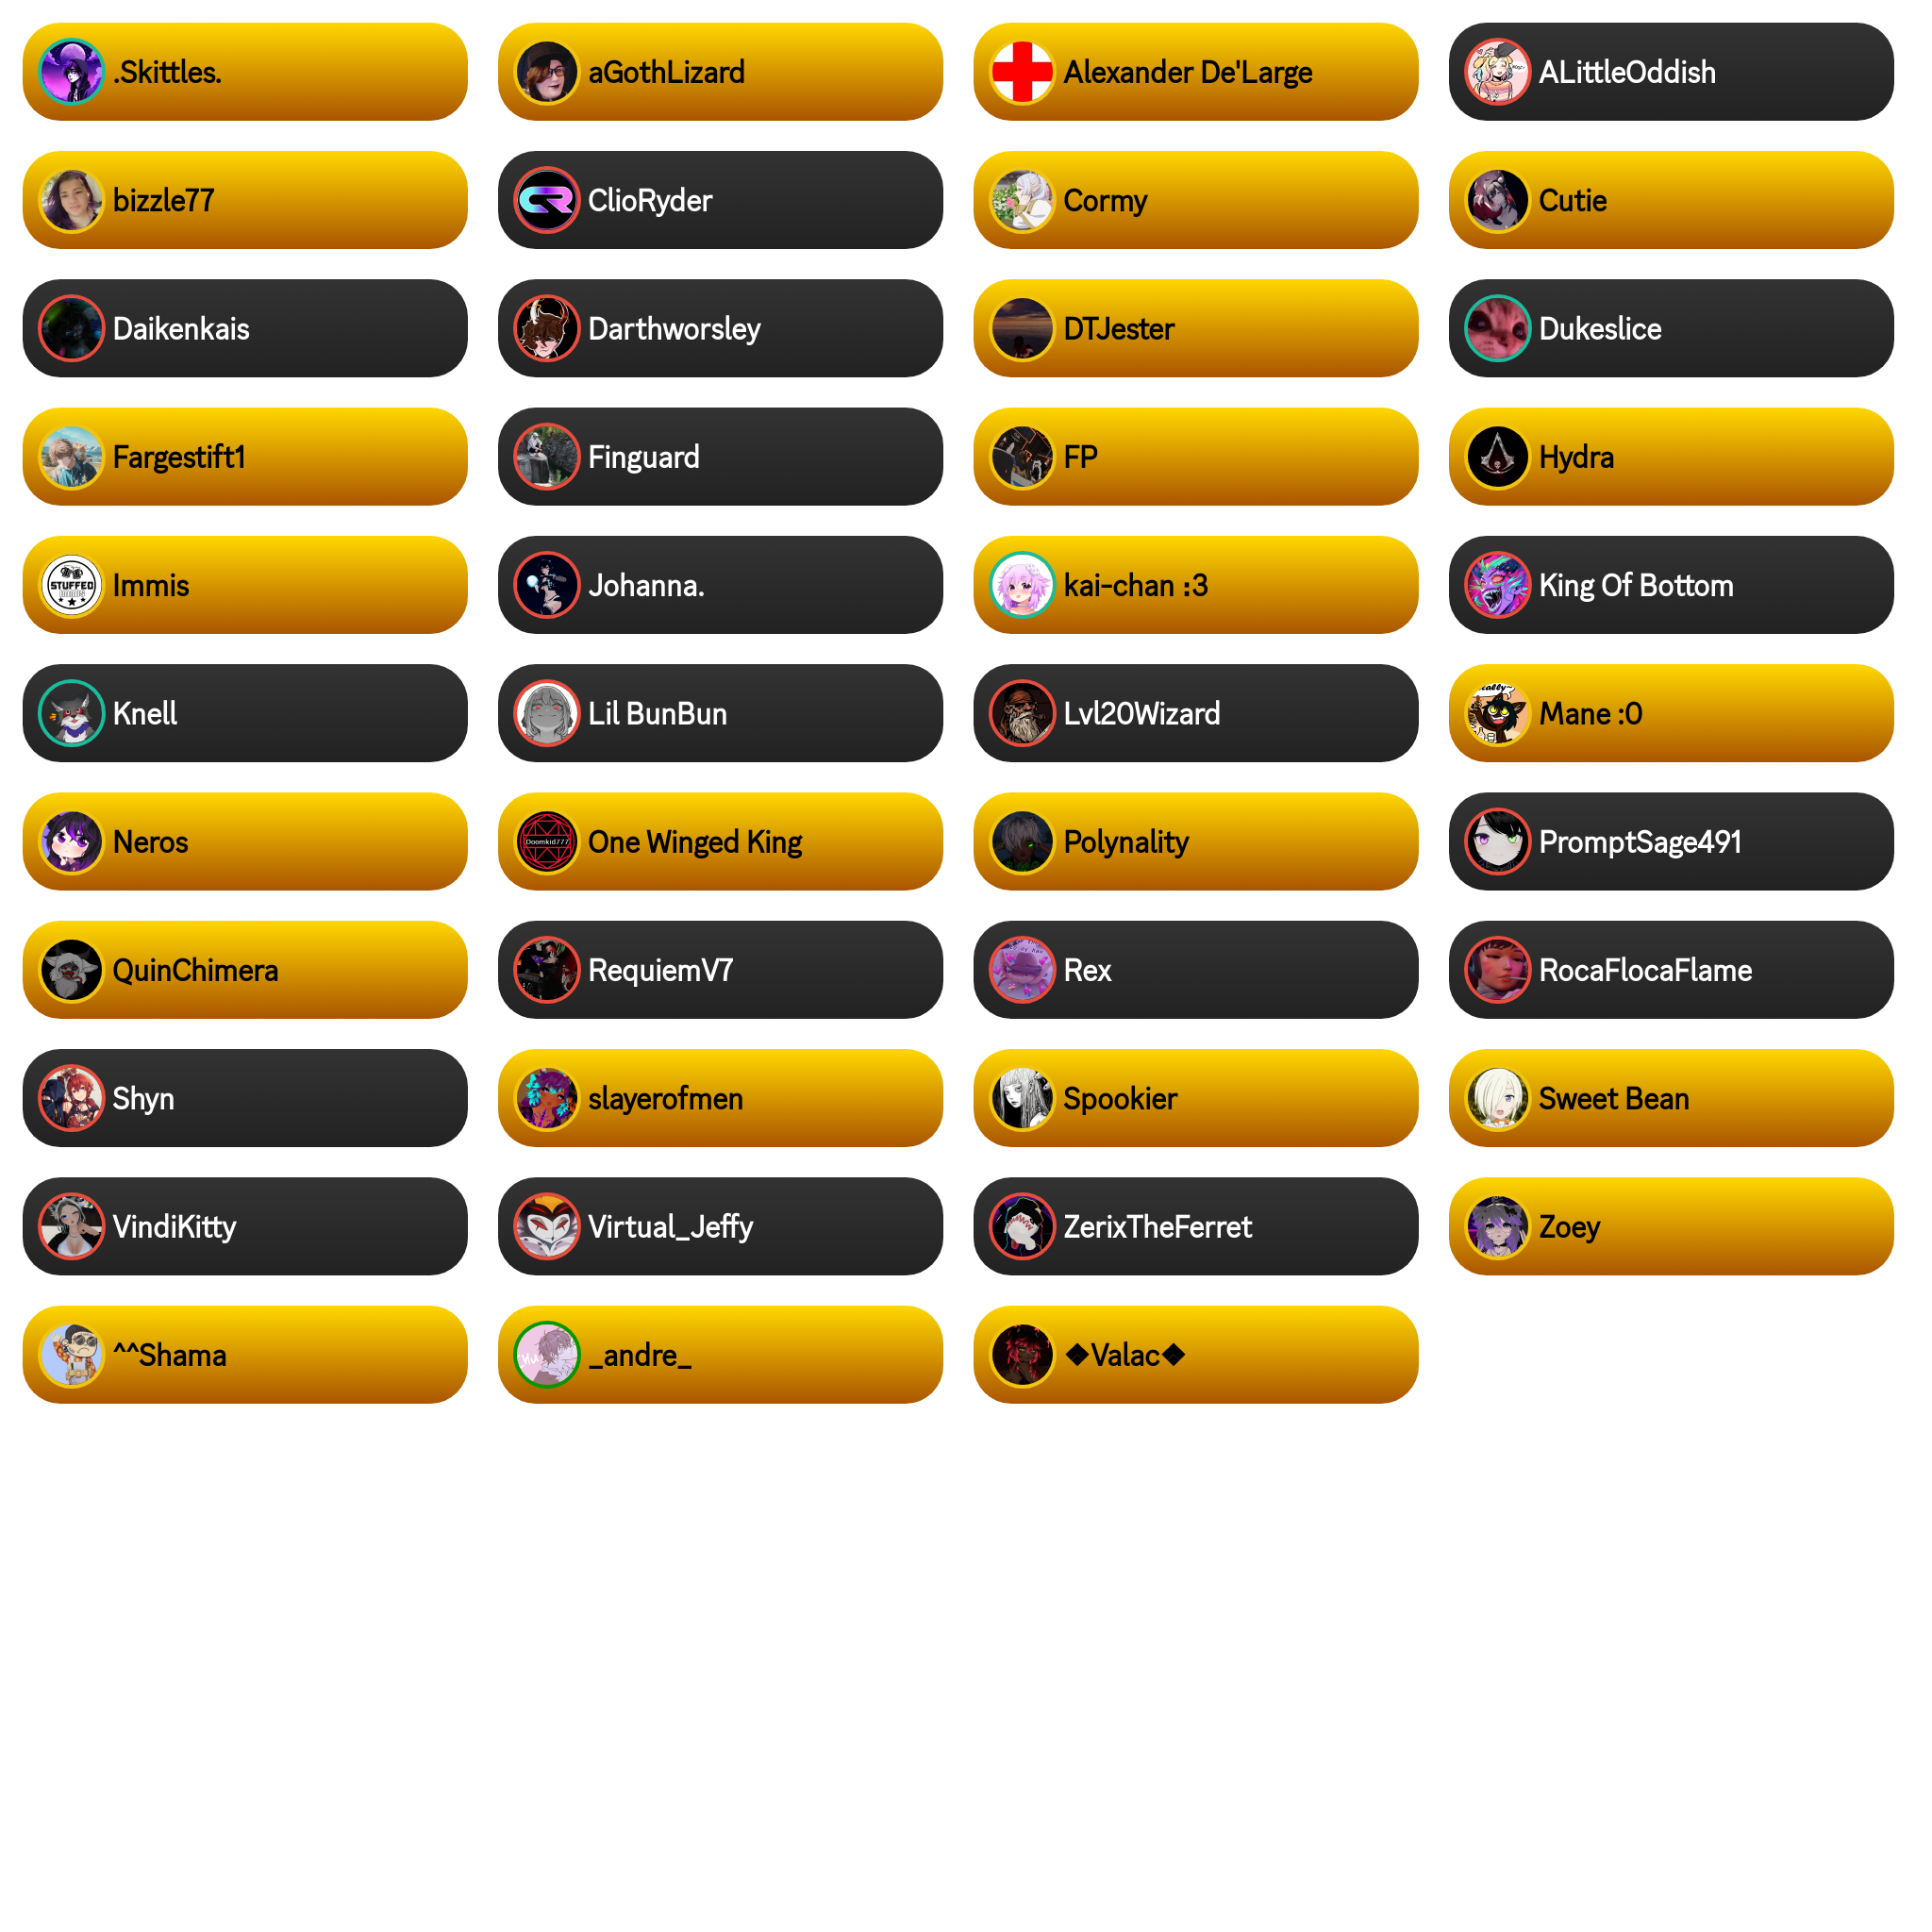 .Skittles.
aGothLizard
Alexander De'Large
ALittleOddish
bizzle77
ClioRyder
Cormy
Cutie
Daikenkais
Darthworsley
DTJester
Dukeslice
Fargestift1
Finguard
FP
Hydra
STUFFED
Immis
Johanna.
kai-chan :3
King Of Bottom
Knell
Lil BunBun
Lvl20Wizard
Mane :0
Neros
Doomkid777
One Winged King
Polynality
PromptSage491
QuinChimera
RequiemV7
Rex
RocaFlocaFlame
Shyn
slayerofmen
Spookier
Sweet Bean
VindiKitty
Virtual_Jeffy
ZerixTheFerret
Zoey
^^Shama
_andre_
❖Valac❖